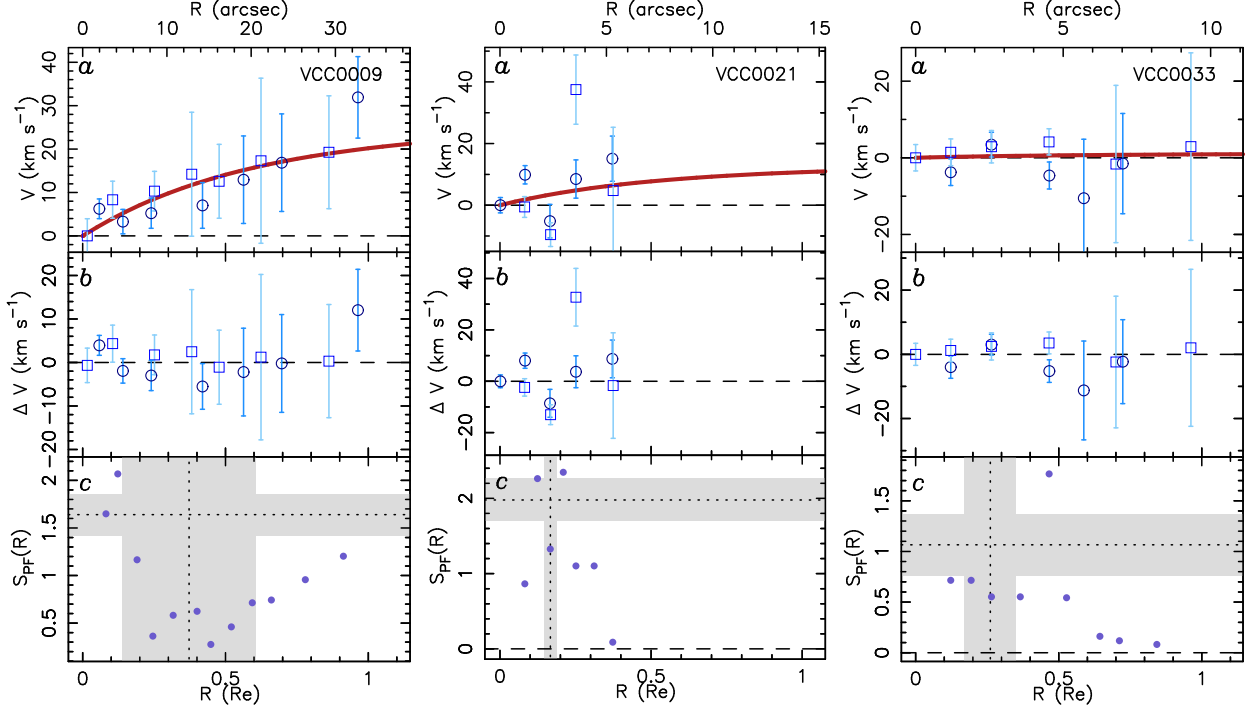 R (arcsec)
0 10 20 30
a
VCC0009
V (km s⁻¹)
0 10 20 30 40
b
Δ V (km s⁻¹)
−20 −10 0 10 20
c
S_PF(R)
0.5 1 1.5 2
0 0.5 1
R (Re)
R (arcsec)
0 5 10 15
a
VCC0021
V (km s⁻¹)
0 20 40
b
Δ V (km s⁻¹)
−20 0 20 40
c
S_PF(R)
0 1 2
0 0.5 1
R (Re)
R (arcsec)
0 5 10
a
VCC0033
V (km s⁻¹)
−20 0 20
b
Δ V (km s⁻¹)
−20 0 20
c
S_PF(R)
0 0.5 1 1.5
0 0.5 1
R (Re)